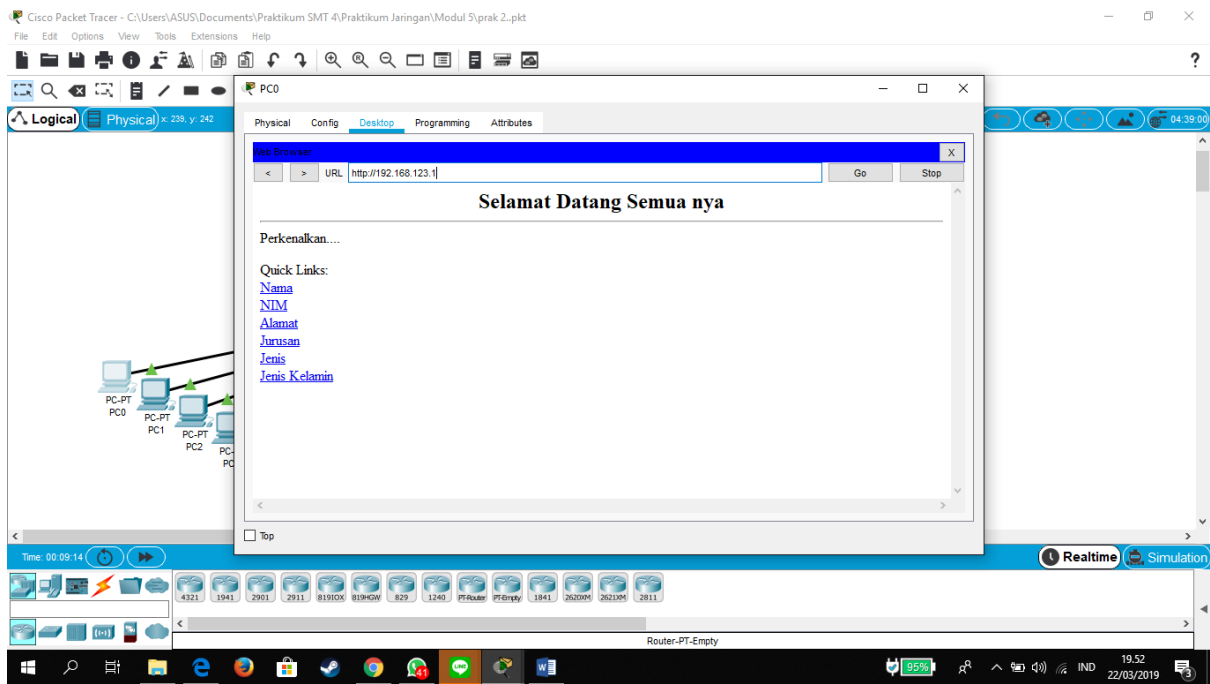 Cisco Packet Tracer - C:\Users\ASUS\Documents\Praktikum SMT 4\Praktikum Jaringan\Modul 5\prak 2..pkt
File Edit Options View Tools Extensions Help
?
PC0
Logical Physical x: 239, y: 242
04:39:00
Physical Config Desktop Programming Attributes
Web Browser
X
< > URL http://192.168.123.1 Go Stop
Selamat Datang Semua nya
Perkenalkan....
Quick Links:
Nama
NIM
Alamat
Jurusan
Jenis
Jenis Kelamin
PC-PT
PC0
PC-PT
PC1
PC-PT
PC2
PC-
PC
Top
Time: 00:09:14
Realtime Simulation
4321 1941 2901 2911 819IOX 819HGW 829 1240 PT-Router PT-Empty 1841 2620XM 2621XM 2811
Router-PT-Empty
41
LINE
95%
IND
19.52
22/03/2019
3